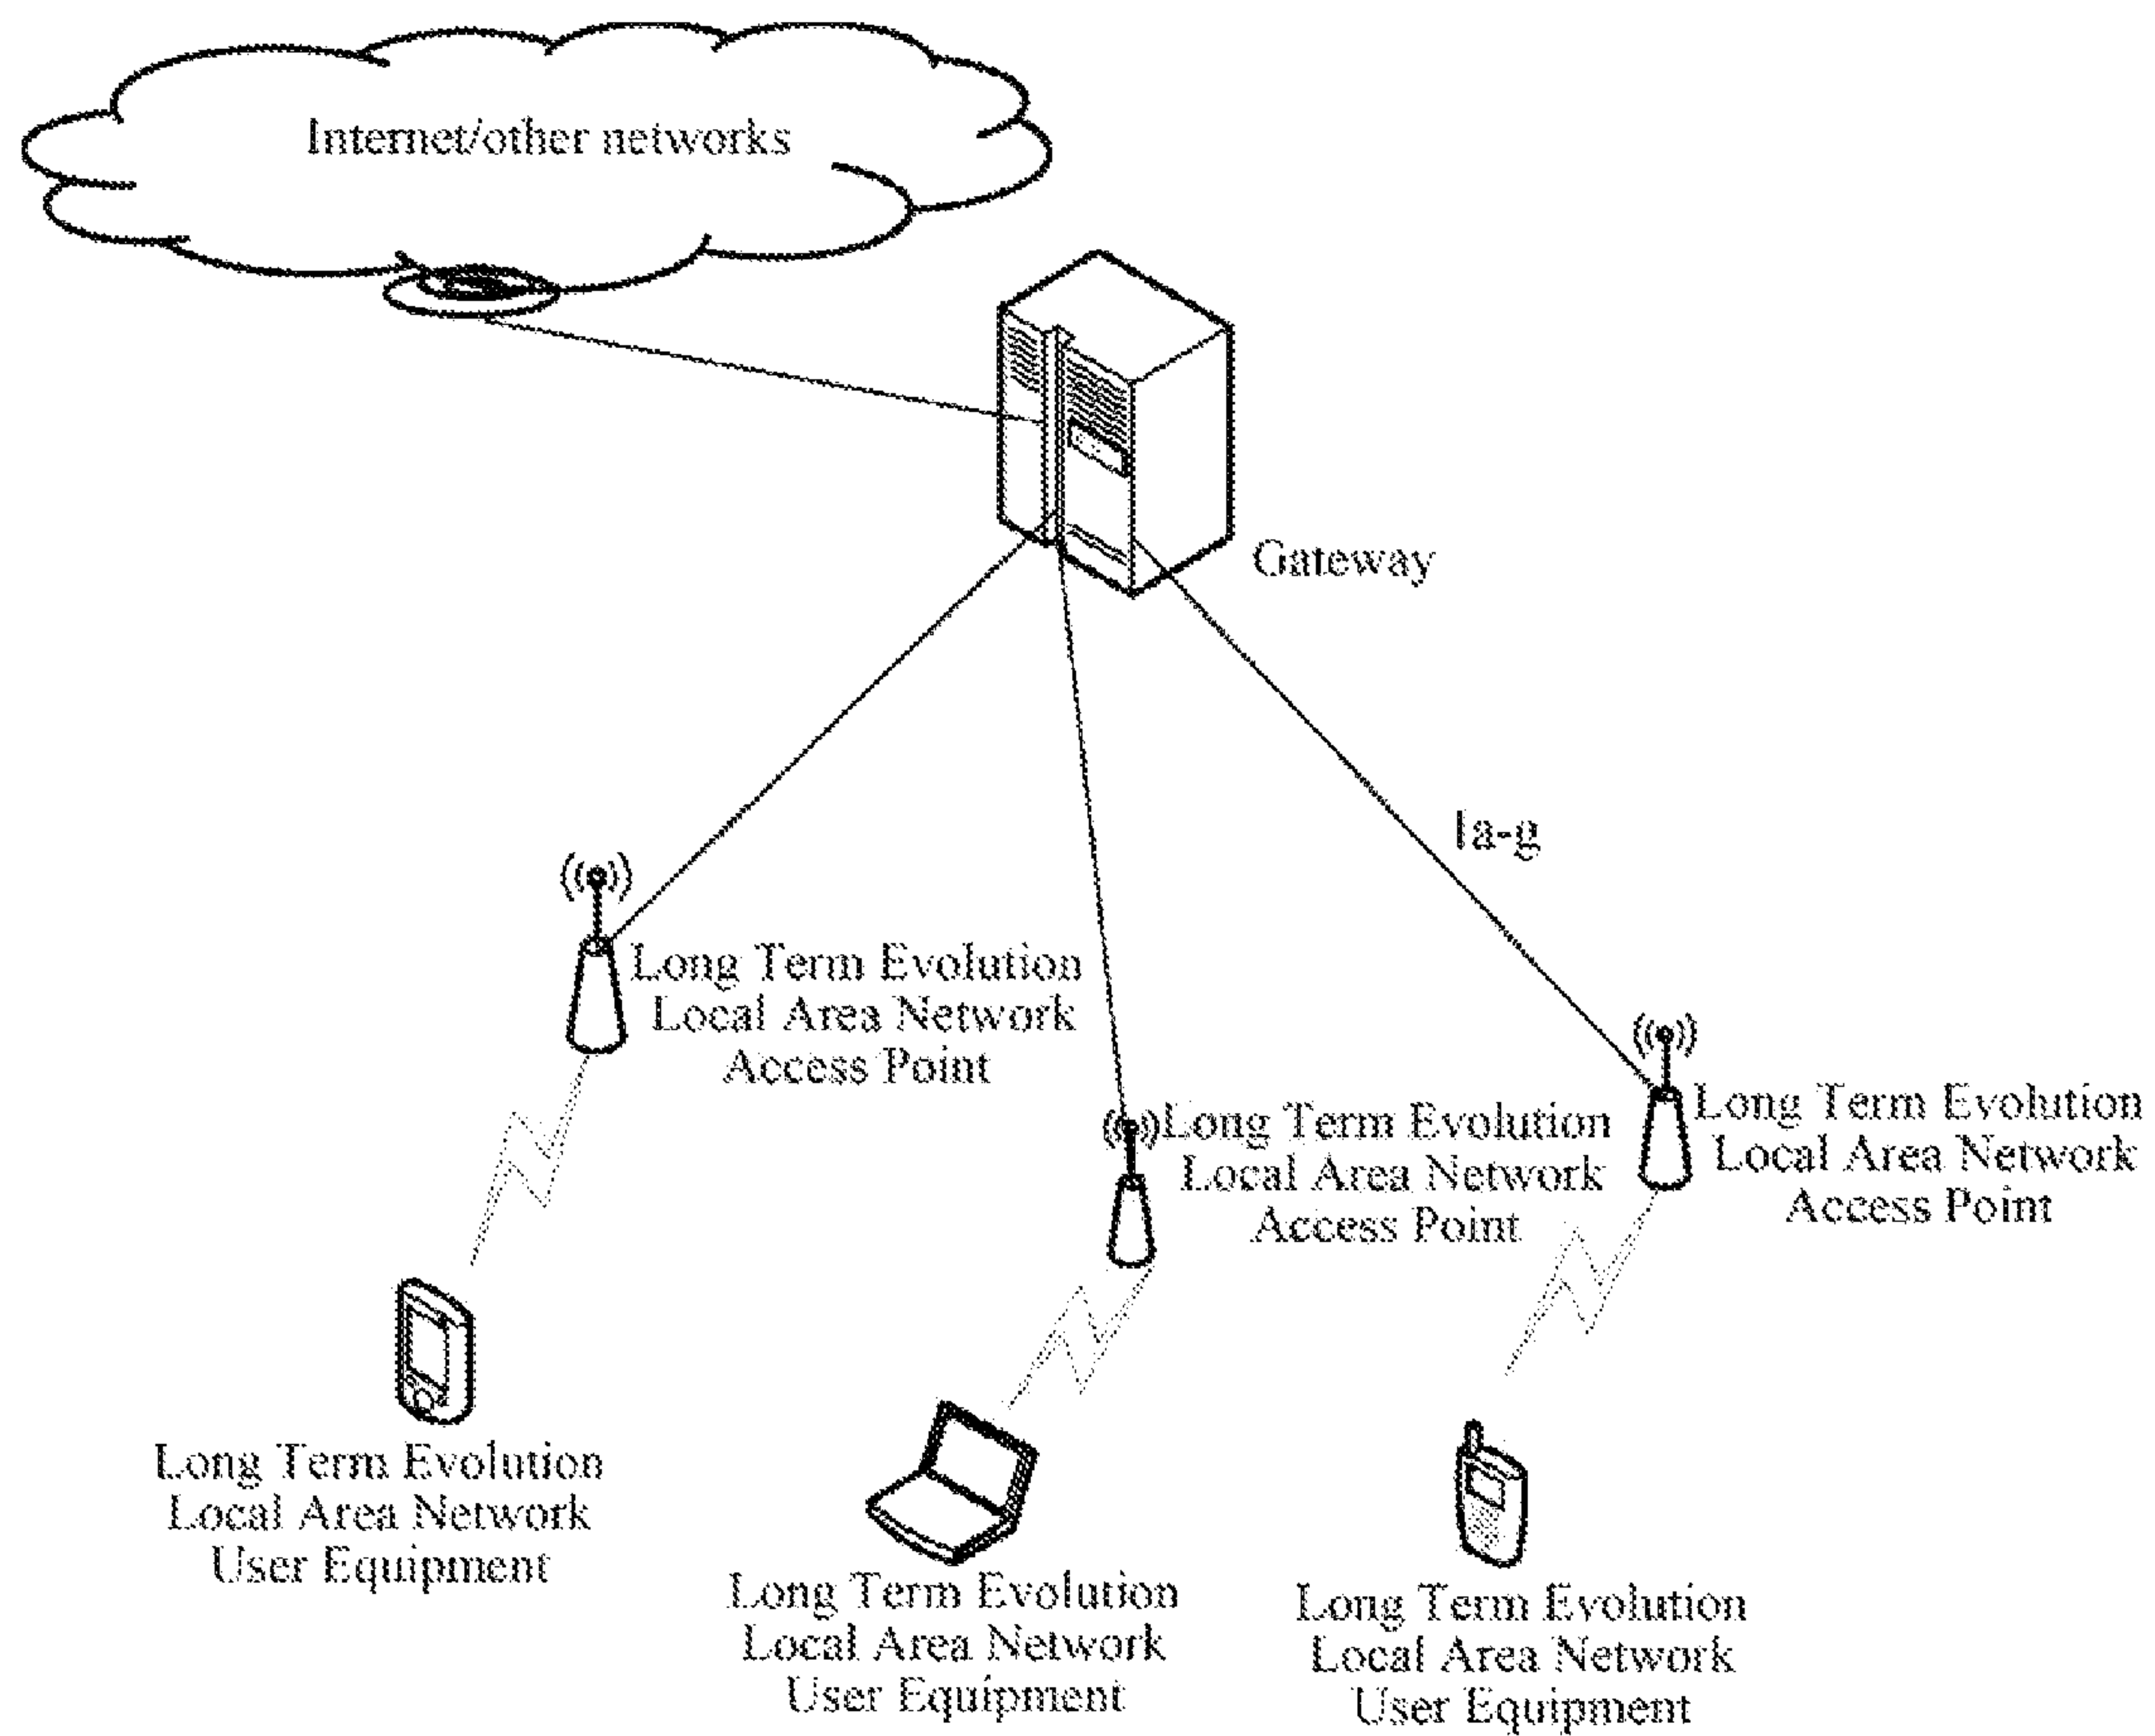 Internet/other networks
Gateway
Ia-g
Long Term Evolution
Local Area Network
Access Point
Long Term Evolution
Local Area Network
Access Point
Long Term Evolution
Local Area Network
Access Point
Long Term Evolution
Local Area Network
User Equipment
Long Term Evolution
Local Area Network
User Equipment
Long Term Evolution
Local Area Network
User Equipment